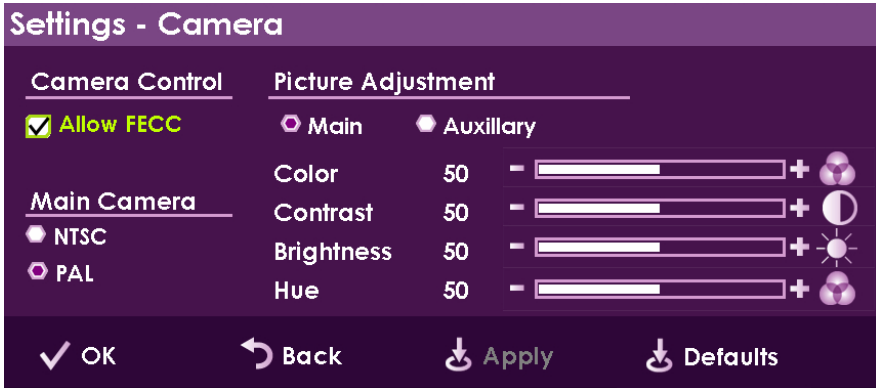 Settings - Camera
Camera Control
Picture Adjustment
Allow FECC
Main
Auxillary
Color 50 - +
Main Camera
Contrast 50 - +
NTSC
Brightness 50 - +
PAL
Hue 50 - +
OK Back Apply Defaults